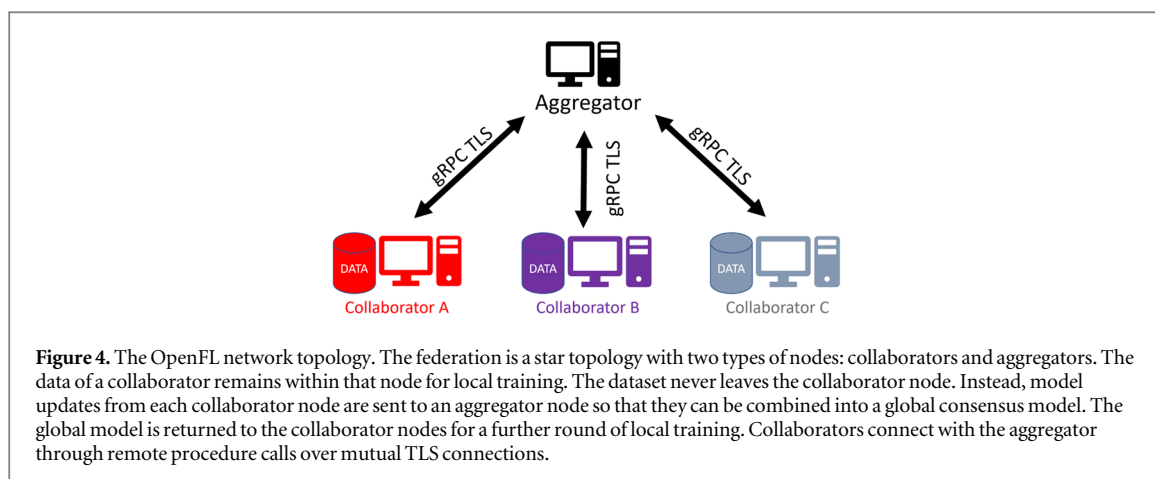 Aggregator
gRPC TLS
gRPC TLS
gRPC TLS
DATA
DATA
DATA
Collaborator A
Collaborator B
Collaborator C
Figure 4. The OpenFL network topology. The federation is a star topology with two types of nodes: collaborators and aggregators. The
data of a collaborator remains within that node for local training. The dataset never leaves the collaborator node. Instead, model
updates from each collaborator node are sent to an aggregator node so that they can be combined into a global consensus model. The
global model is returned to the collaborator nodes for a further round of local training. Collaborators connect with the aggregator
through remote procedure calls over mutual TLS connections.